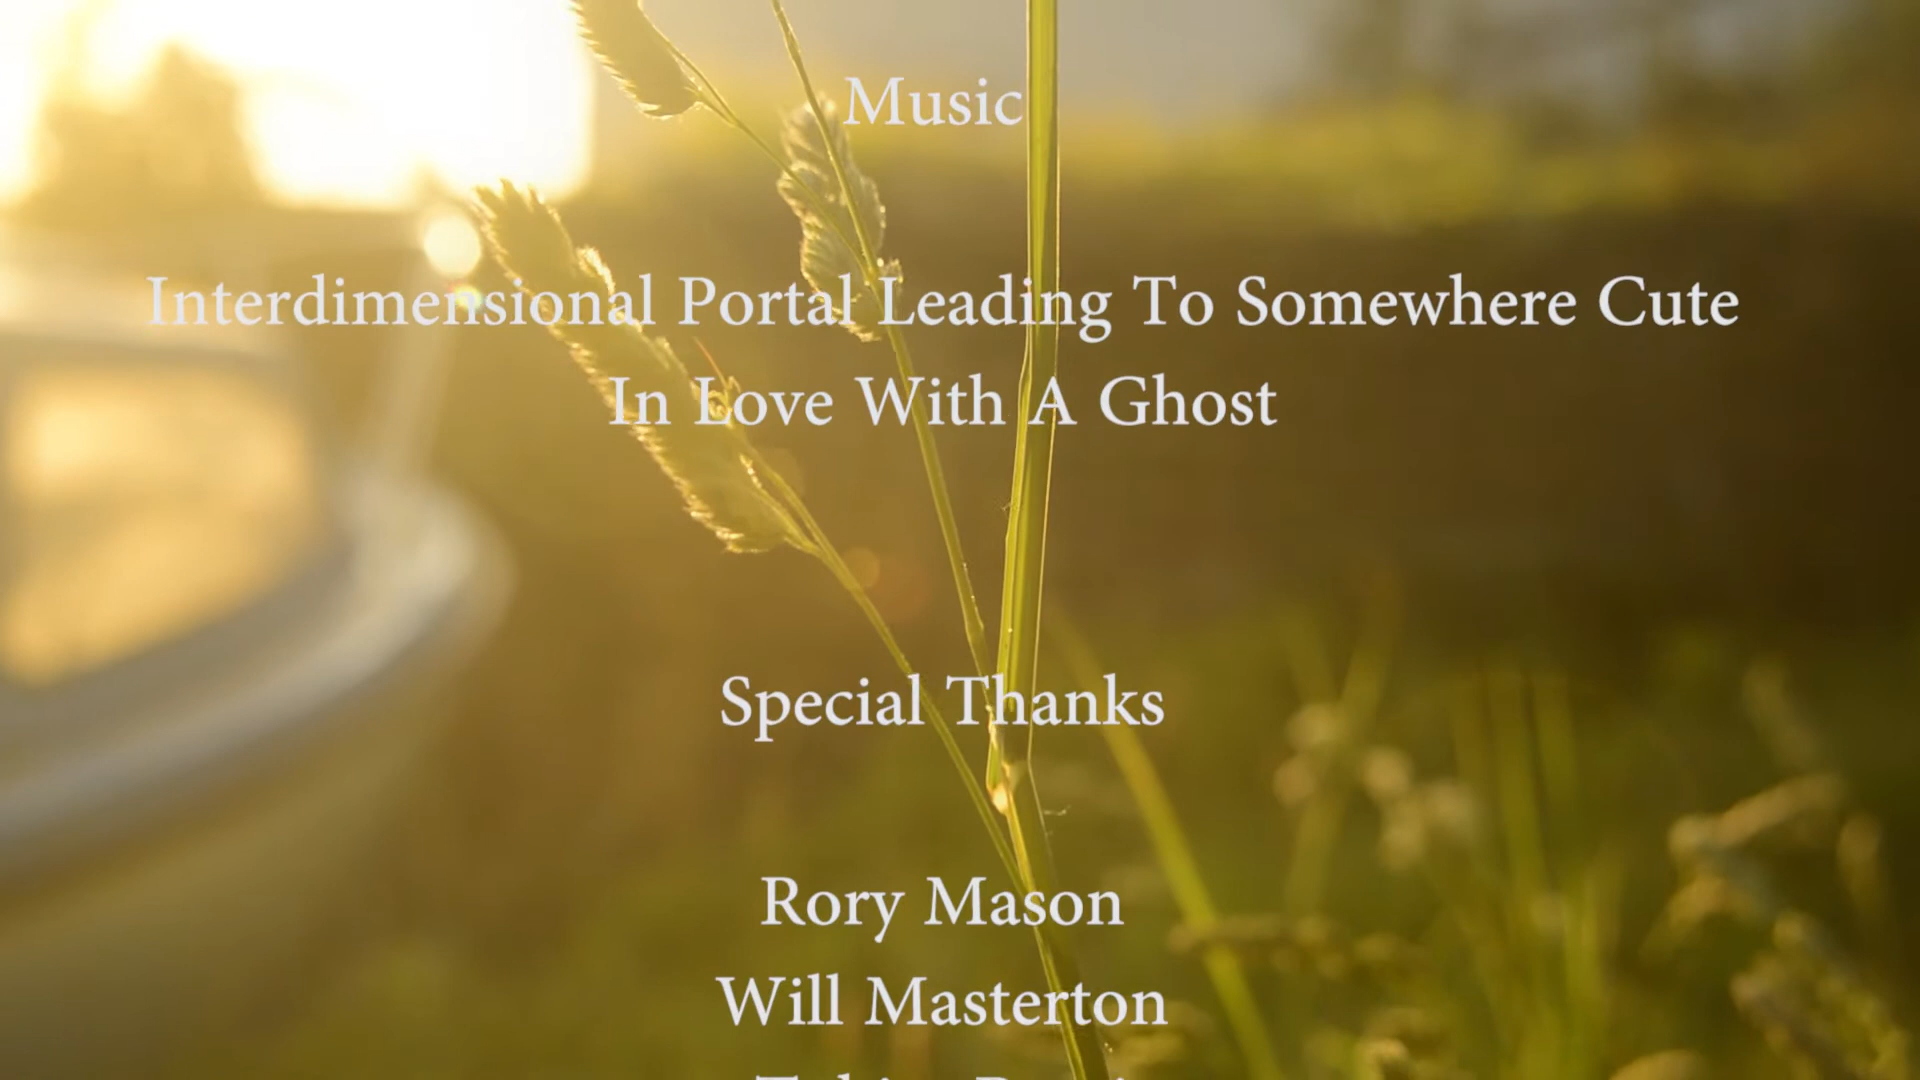 Music
Interdimensional Portal Leading To Somewhere Cute
In Love With A Ghost
Special Thanks
Rory Mason
Will Masterton